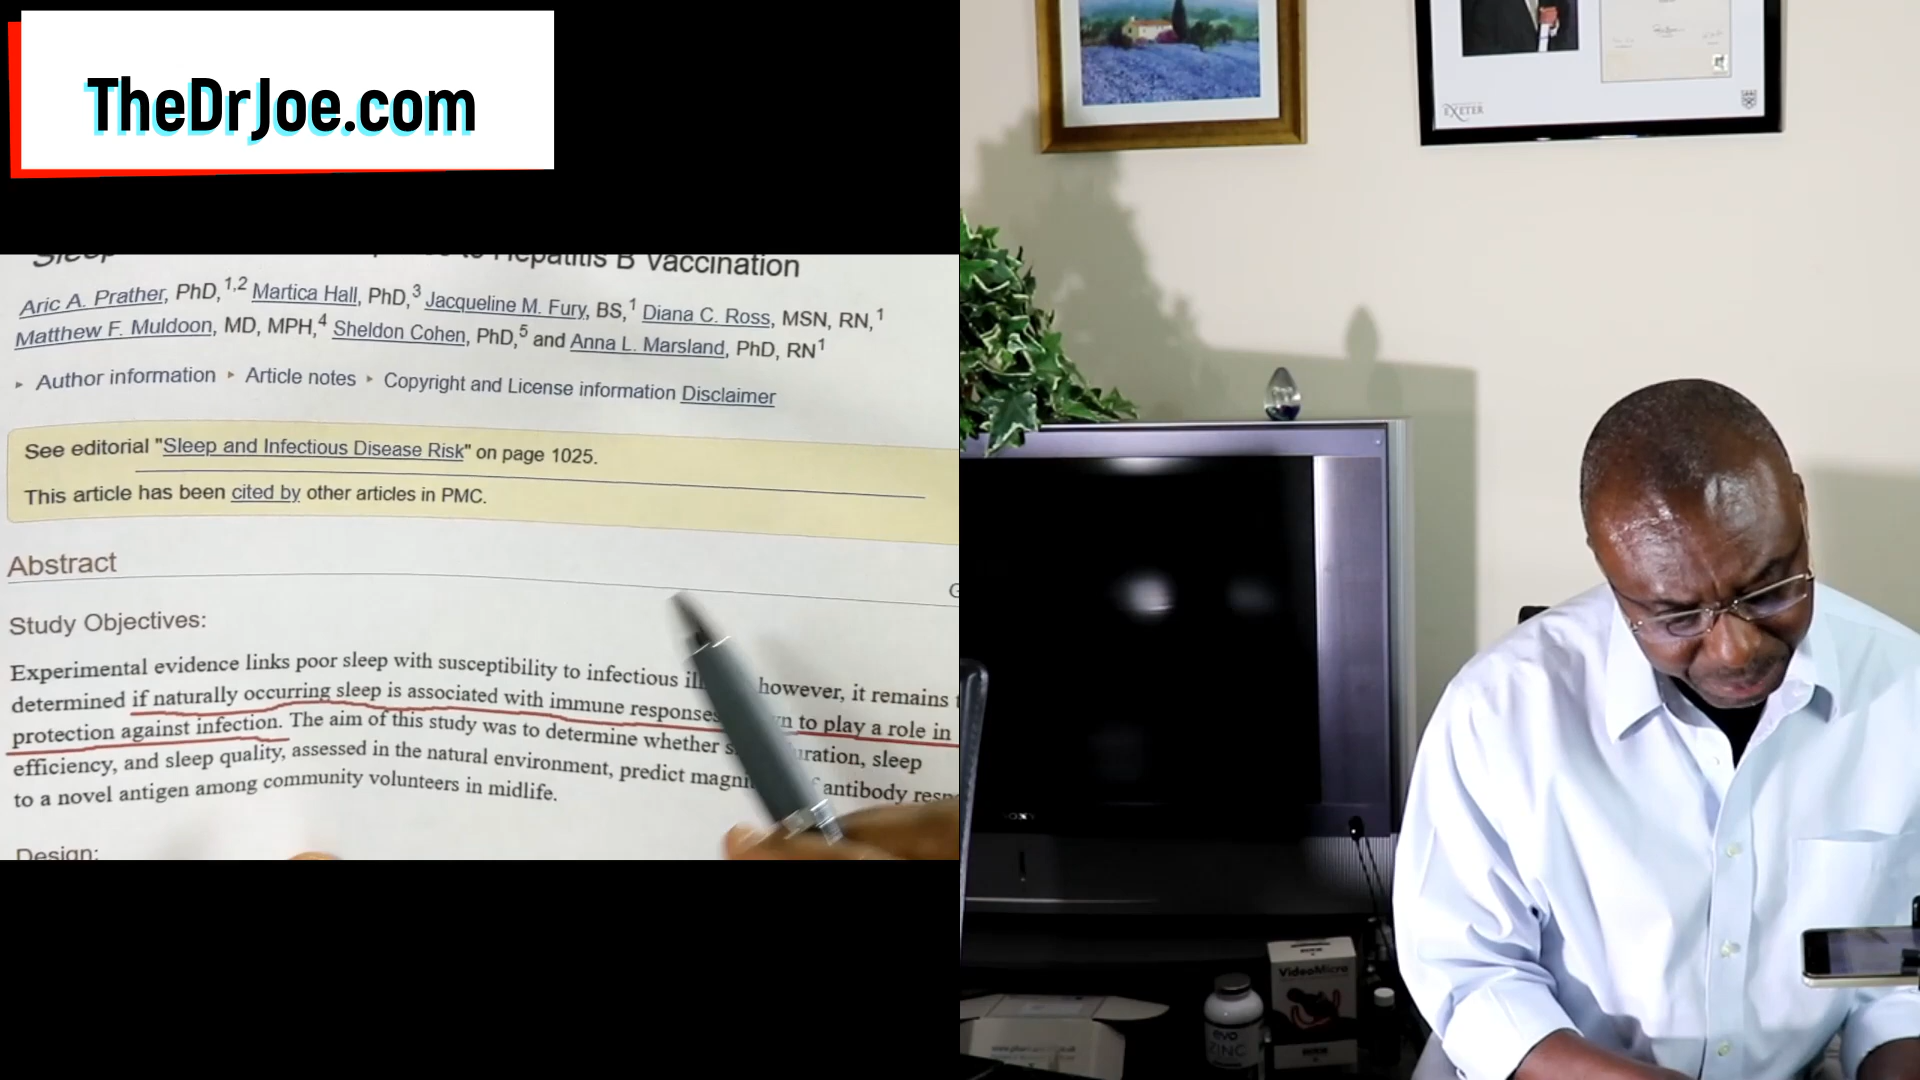 TheDrJoe.com
to Hepatitis B Vaccination
Aric A. Prather, PhD,1,2 Martica Hall, PhD,3 Jacqueline M. Fury, BS,1 Diana C. Ross, MSN, RN,1
Matthew F. Muldoon, MD, MPH,4 Sheldon Cohen, PhD,5 and Anna L. Marsland, PhD, RN1
▸ Author information ▸ Article notes ▸ Copyright and License information Disclaimer
See editorial "Sleep and Infectious Disease Risk" on page 1025.
This article has been cited by other articles in PMC.
Abstract
Study Objectives:
Experimental evidence links poor sleep with susceptibility to infectious however, it remains
determined if naturally occurring sleep is associated with immune responses to play a role in
protection against infection. The aim of this study was to determine whether sleep
efficiency, and sleep quality, assessed in the natural environment, predict antibody
to a novel antigen among community volunteers in midlife.
Design:
EXETER
SONY
VideoMicro
evo
ZINC